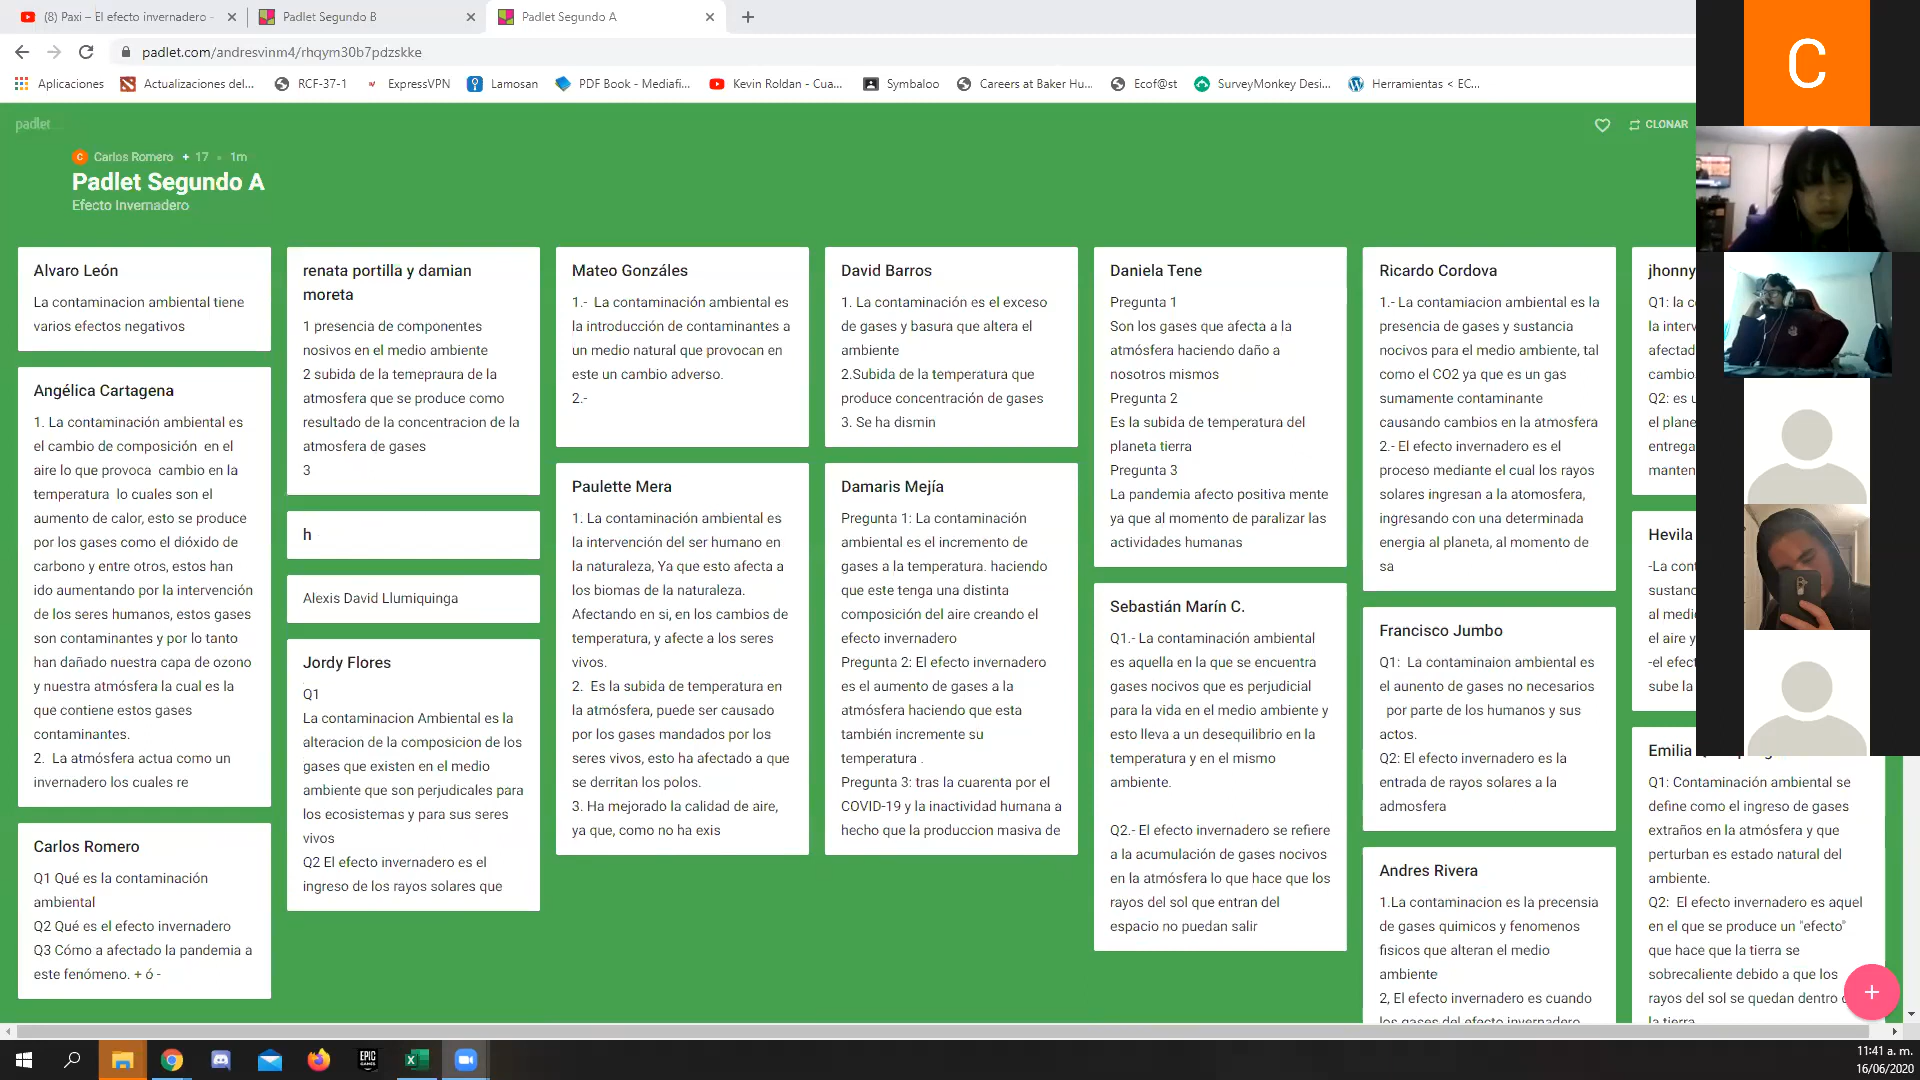 (8) Paxi – El efecto invernadero -
Padlet Segundo B
Padlet Segundo A
padlet.com/andresvinm4/rhqym30b7pdzskke
Aplicaciones
Actualizaciones del...
RCF-37-1
ExpressVPN
Lamosan
PDF Book - Mediafi...
Kevin Roldan - Cua...
Symbaloo
Careers at Baker Hu...
Ecof@st
SurveyMonkey Desi...
Herramientas < EC...
padlet
CLONAR
C Carlos Romero + 17 • 1m
Padlet Segundo A
Efecto Invernadero
Alvaro León
La contaminacion ambiental tiene
varios efectos negativos
Angélica Cartagena
1. La contaminación ambiental es
el cambio de composición en el
aire lo que provoca cambio en la
temperatura lo cuales son el
aumento de calor, esto se produce
por los gases como el dióxido de
carbono y entre otros, estos han
ido aumentando por la intervención
de los seres humanos, estos gases
son contaminantes y por lo tanto
han dañado nuestra capa de ozono
y nuestra atmósfera la cual es la
que contiene estos gases
contaminantes.
2. La atmósfera actua como un
invernadero los cuales re
Carlos Romero
Q1 Qué es la contaminación
ambiental
Q2 Qué es el efecto invernadero
Q3 Cómo a afectado la pandemia a
este fenómeno. + ó -
renata portilla y damian
moreta
1 presencia de componentes
nosivos en el medio ambiente
2 subida de la temepraura de la
atmosfera que se produce como
resultado de la concentracion de la
atmosfera de gases
3
h
Alexis David Llumiquinga
Jordy Flores
Q1
La contaminacion Ambiental es la
alteracion de la composicion de los
gases que existen en el medio
ambiente que son perjudicales para
los ecosistemas y para sus seres
vivos
Q2 El efecto invernadero es el
ingreso de los rayos solares que
Mateo Gonzáles
1.- La contaminación ambiental es
la introducción de contaminantes a
un medio natural que provocan en
este un cambio adverso.
2.-
Paulette Mera
1. La contaminación ambiental es
la intervención del ser humano en
la naturaleza, Ya que esto afecta a
los biomas de la naturaleza.
Afectando en si, en los cambios de
temperatura, y afecte a los seres
vivos.
2. Es la subida de temperatura en
la atmósfera, puede ser causado
por los gases mandados por los
seres vivos, esto ha afectado a que
se derritan los polos.
3. Ha mejorado la calidad de aire,
ya que, como no ha exis
David Barros
1. La contaminación es el exceso
de gases y basura que altera el
ambiente
2.Subida de la temperatura que
produce concentración de gases
3. Se ha dismin
Damaris Mejía
Pregunta 1: La contaminación
ambiental es el incremento de
gases a la temperatura. haciendo
que este tenga una distinta
composición del aire creando el
efecto invernadero
Pregunta 2: El efecto invernadero
es el aumento de gases a la
atmósfera haciendo que esta
también incremente su
temperatura .
Pregunta 3: tras la cuarenta por el
COVID-19 y la inactividad humana a
hecho que la produccion masiva de
Daniela Tene
Pregunta 1
Son los gases que afecta a la
atmósfera haciendo daño a
nosotros mismos
Pregunta 2
Es la subida de temperatura del
planeta tierra
Pregunta 3
La pandemia afecto positiva mente
ya que al momento de paralizar las
actividades humanas
Sebastián Marín C.
Q1.- La contaminación ambiental
es aquella en la que se encuentra
gases nocivos que es perjudicial
para la vida en el medio ambiente y
esto lleva a un desequilibrio en la
temperatura y en el mismo
ambiente.
Q2.- El efecto invernadero se refiere
a la acumulación de gases nocivos
en la atmósfera lo que hace que los
rayos del sol que entran del
espacio no puedan salir
Ricardo Cordova
1.- La contamiacion ambiental es la
presencia de gases y sustancia
nocivos para el medio ambiente, tal
como el CO2 ya que es un gas
sumamente contaminante
causando cambios en la atmosfera
2.- El efecto invernadero es el
proceso mediante el cual los rayos
solares ingresan a la atomosfera,
ingresando con una determinada
energia al planeta, al momento de
sa
Francisco Jumbo
Q1: La contaminaion ambiental es
el aunento de gases no necesarios
por parte de los humanos y sus
actos.
Q2: El efecto invernadero es la
entrada de rayos solares a la
admosfera
Andres Rivera
1.La contaminacion es la precensia
de gases quimicos y fenomenos
fisicos que alteran el medio
ambiente
2, El efecto invernadero es cuando
los gases del efecto invernadero
jhonny
Q1: la c
la interv
afectad
cambio
Q2: es u
el plane
entrega
manten
Hevila
-La cont
sustanc
al medi
el aire y
-el efect
sube la
Emilia
Q1: Contaminación ambiental se
define como el ingreso de gases
extraños en la atmósfera y que
perturban es estado natural del
ambiente.
Q2: El efecto invernadero es aquel
en el que se produce un "efecto"
que hace que la tierra se
sobrecaliente debido a que los
rayos del sol se quedan dentro
la tierra
C
EPIC
GAMES
11:41 a. m.
16/06/2020